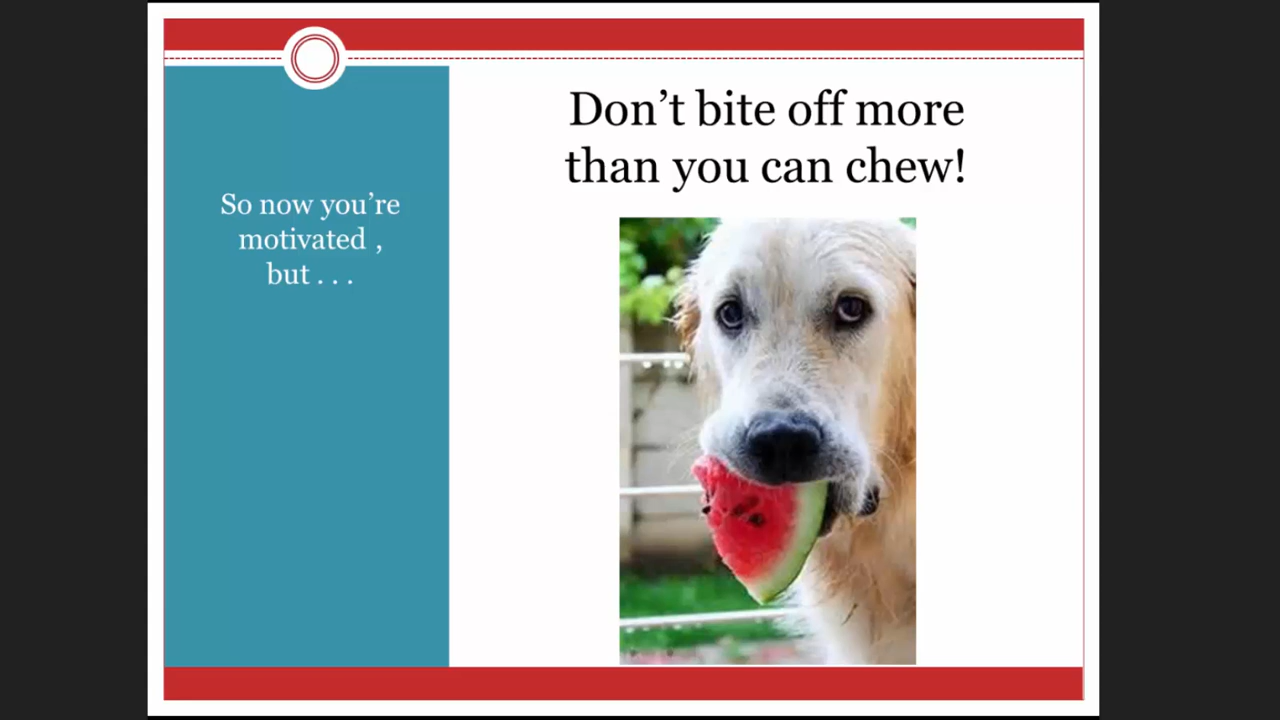 So now you're
motivated ,
but . . .
Don't bite off more
than you can chew!